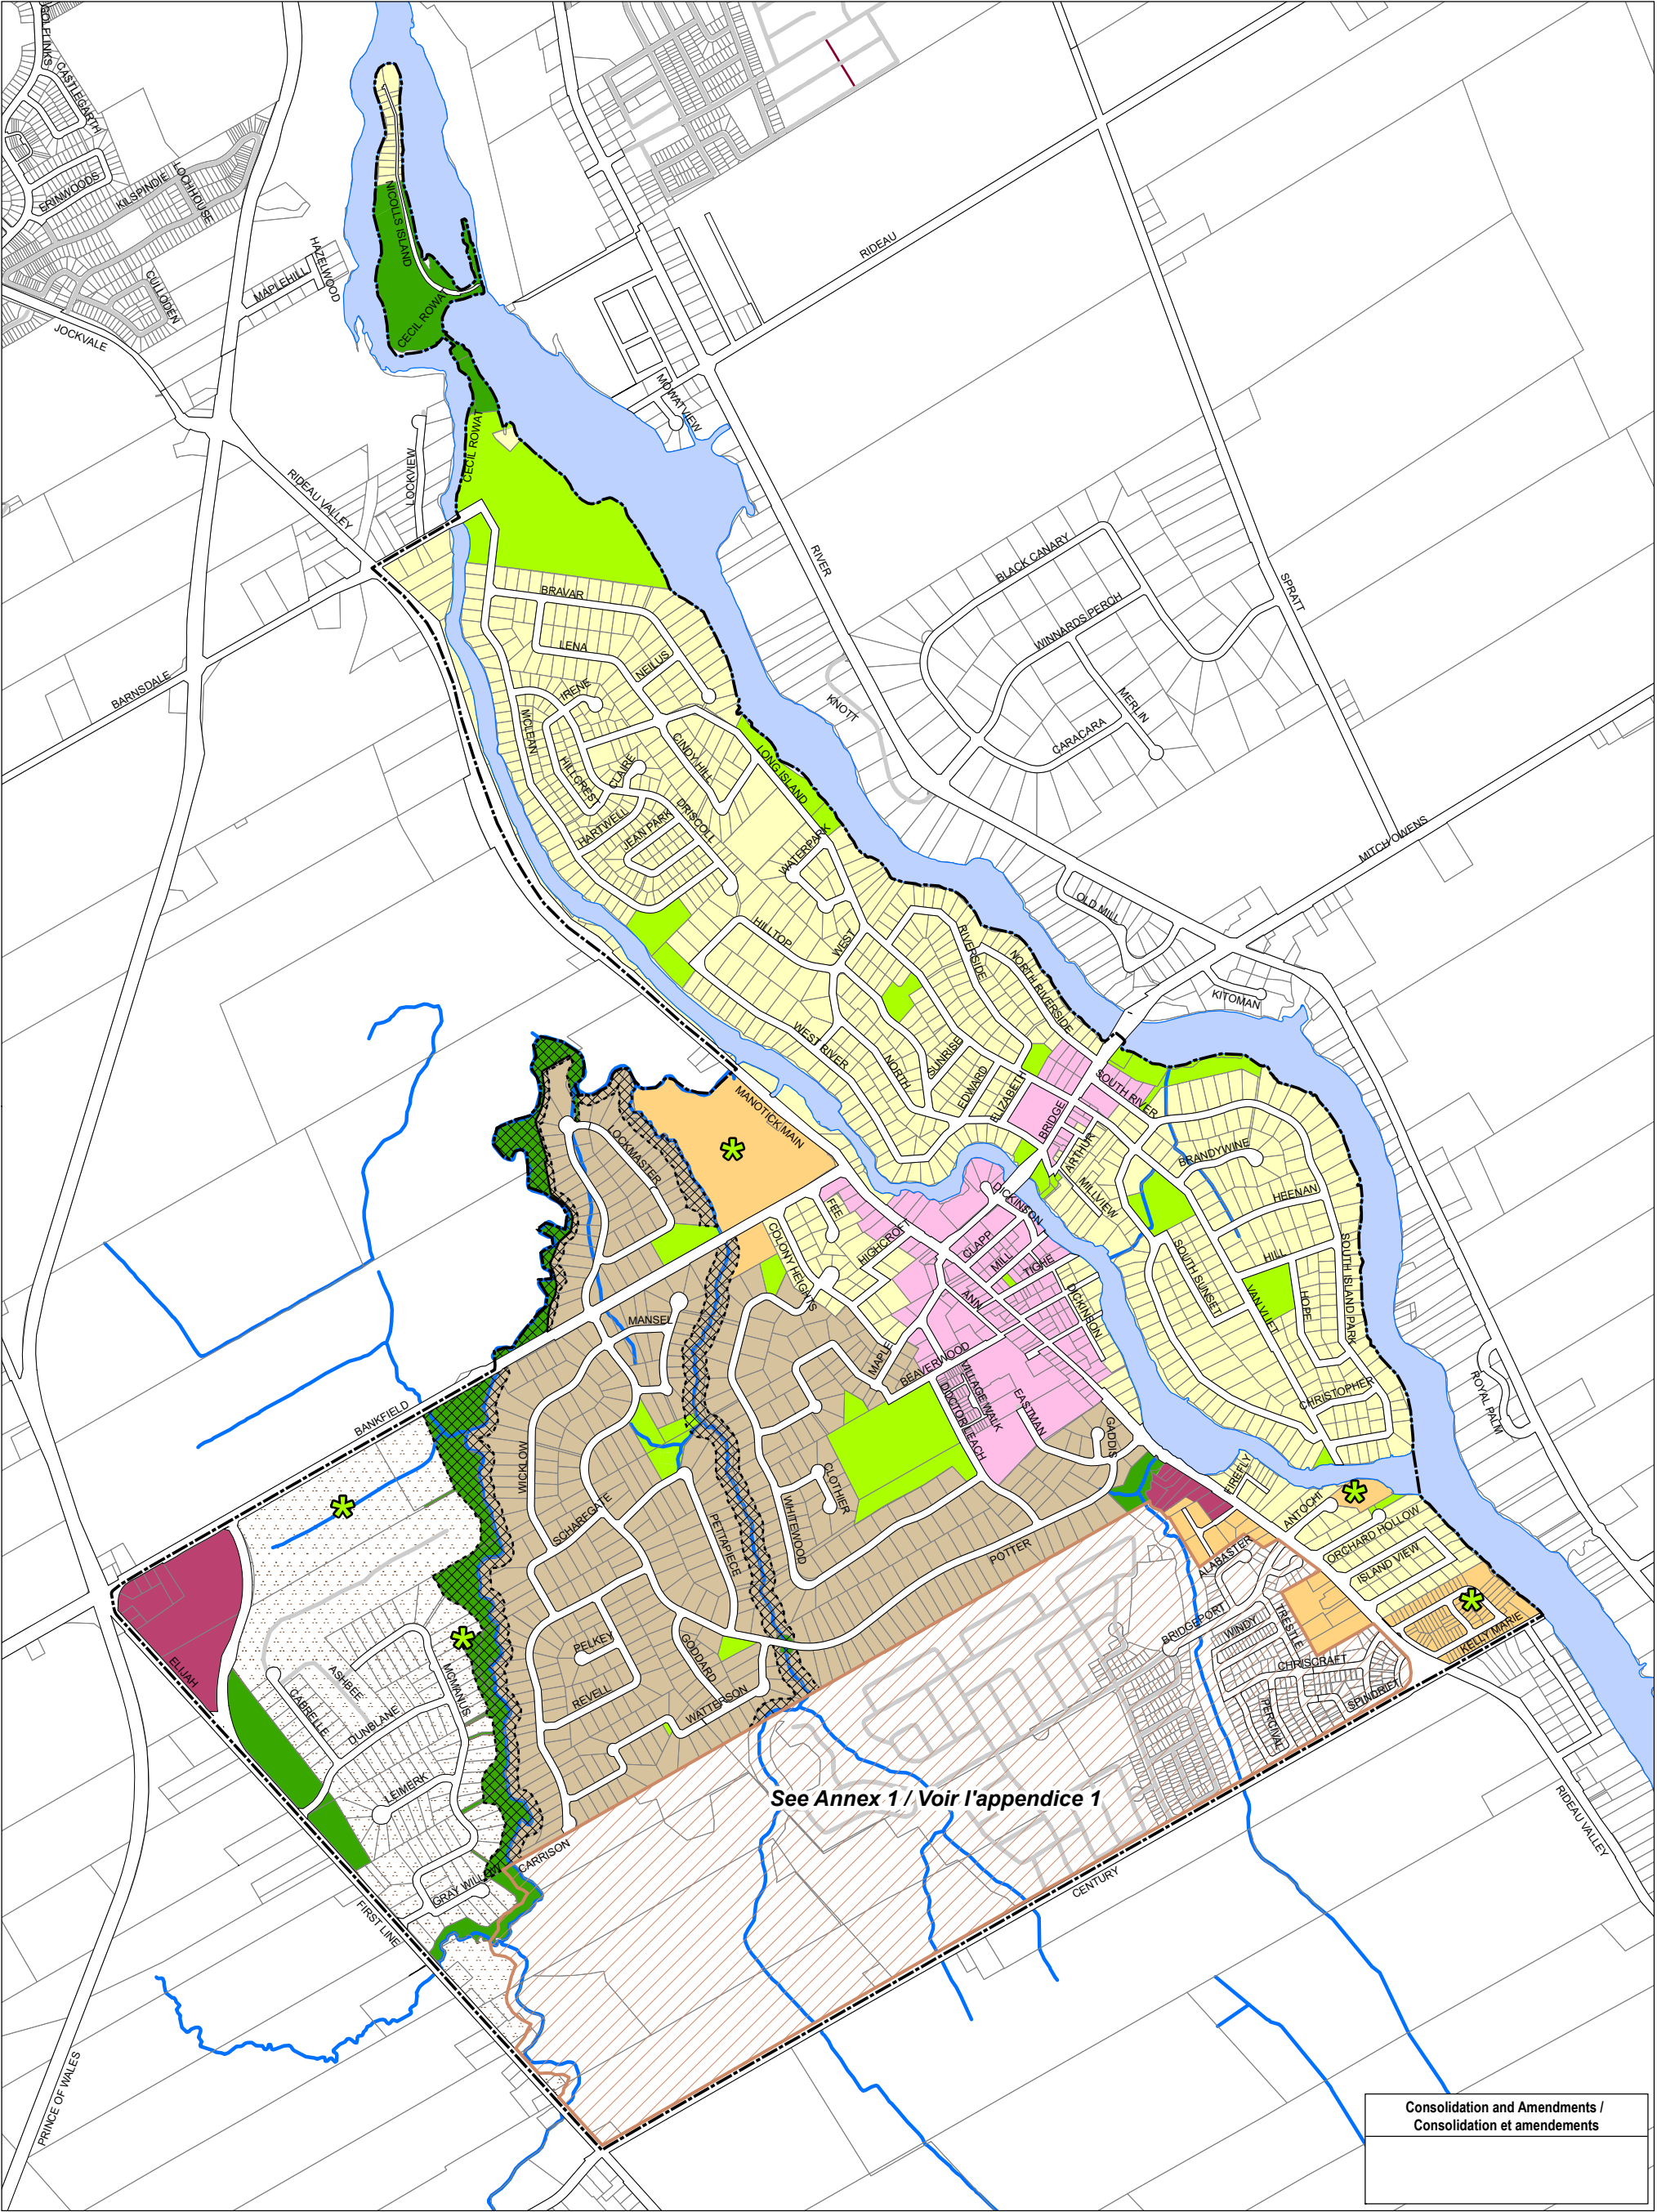 GOLFLINKS
CASTLEGARTH
ERINWOODS
KILSPINDIE
LOCHHOUSE
HAZELWOOD
MAPLEHILL
CULLODEN
JOCKVALE
NICOLLS ISLAND
CECIL ROWAT
RIDEAU
MOWATVIEW
CECIL ROWAT
LOCKVIEW
RIDEAU VALLEY
RIVER
BLACK CANARY
SPRATT
WINNARDS PERCH
MERLIN
CARACARA
KNOTT
BARNSDALE
BRAVAR
LENA
NEILUS
IRENE
MCLEAN
HILLCREST
CLAIRE
CINDY HILL
LONG ISLAND
DRISCOLL
HARTWELL
JEAN PARK
WATERPARK
MITCH OWENS
OLD MILL
HILLTOP
WEST
RIVERSIDE
NORTH RIVERSIDE
KITOMAN
WEST RIVER
NORTH
SUNRISE
EDWARD
ELIZABETH
SOUTH RIVER
BRIDGE
ARTHUR
MILLVIEW
BRANDYWINE
HEENAN
MANOTICK MAIN
LOCKMASTER
FEE
DICKINSON
HIGHCROFT
CLAPP
MILL
TIGHE
COLONY HEIGHTS
ANN
DICKINSON
SOUTH SUNSET
HILL
VAN VLIET
HOPE
SOUTH ISLAND PARK
MANSEL
MAPLE
BEAVERWOOD
VILLAGE WALK
DOCTOR LEACH
EASTMAN
CHRISTOPHER
ROYAL PALM
BANKFIELD
GADDIS
WICKLOW
CLOTHIER
WHITEWOOD
SCHARFGATE
PETTAPIECE
POTTER
FIREFLY
ANTOCHI
ORCHARD HOLLOW
ISLAND VIEW
ALABASTER
BRIDGEPORT
WINDY
TRESTLE
KELLY MARIE
CHRISCRAFT
SPINDRIFT
PERCIVAL
ELIJAH
PELKEY
GODDARD
REVELL
WATTERSON
ASHBEE
CABRELLE
MCMANUS
DUNBLANE
LEIMERK
See Annex 1 / Voir l'appendice 1
CARRISON
GRAY WILLOW
FIRST LINE
CENTURY
RIDEAU VALLEY
PRINCE OF WALES
Consolidation and Amendments /
Consolidation et amendements